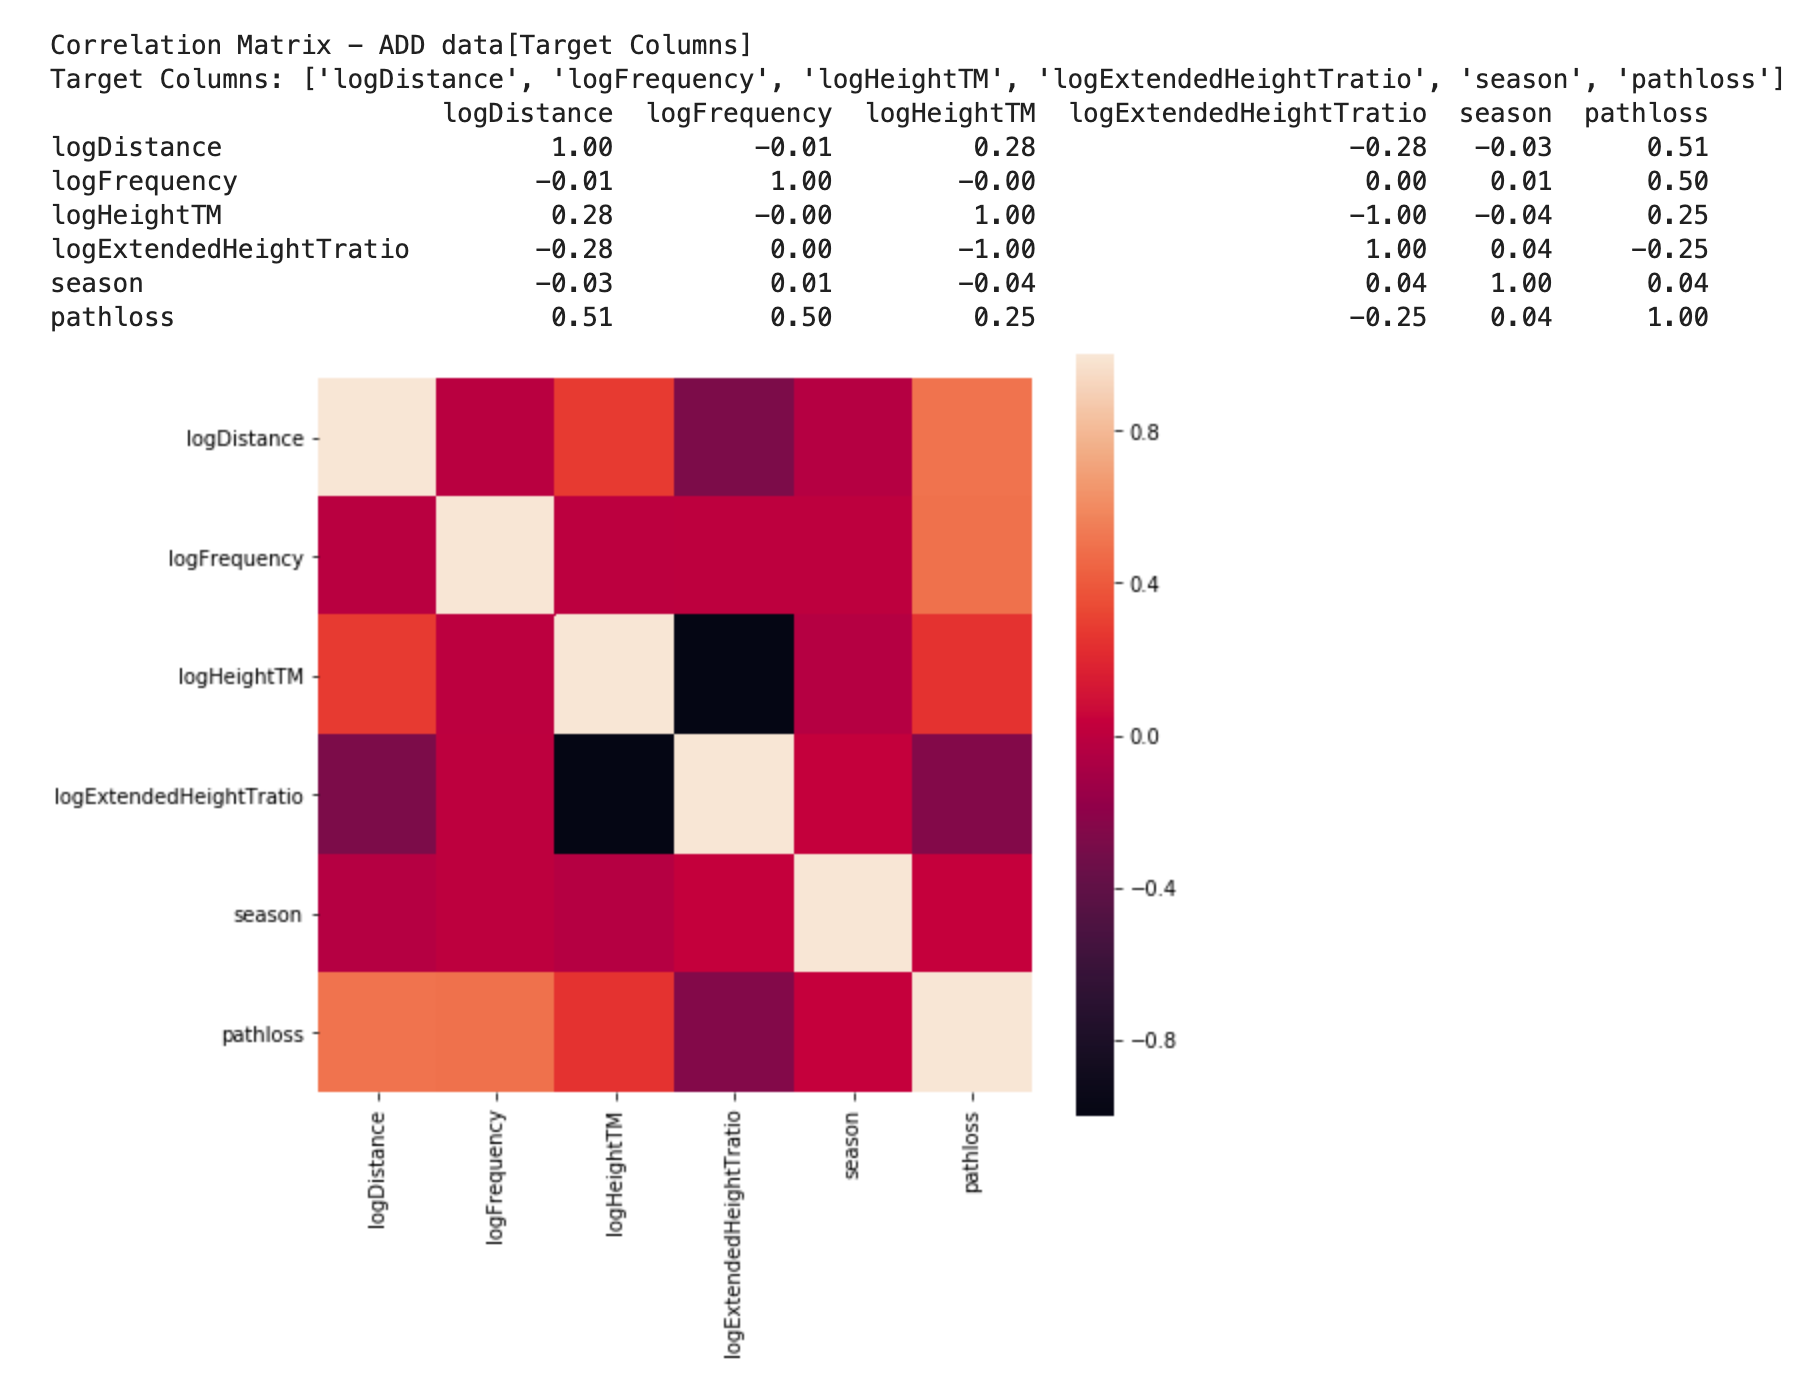 Correlation Matrix - ADD data[Target Columns]
Target Columns: ['logDistance', 'logFrequency', 'logHeightTM', 'logExtendedHeightTratio', 'season', 'pathloss']
logDistance logFrequency logHeightTM logExtendedHeightTratio season pathloss
logDistance 1.00 -0.01 0.28 -0.28 -0.03 0.51
logFrequency -0.01 1.00 -0.00 0.00 0.01 0.50
logHeightTM 0.28 -0.00 1.00 -1.00 -0.04 0.25
logExtendedHeightTratio -0.28 0.00 -1.00 1.00 0.04 -0.25
season -0.03 0.01 -0.04 0.04 1.00 0.04
pathloss 0.51 0.50 0.25 -0.25 0.04 1.00
logDistance
logFrequency
logHeightTM
logExtendedHeightTratio
season
pathloss
0.8
0.4
0.0
−0.4
−0.8
logDistance
logFrequency
logHeightTM
logExtendedHeightTratio
season
pathloss